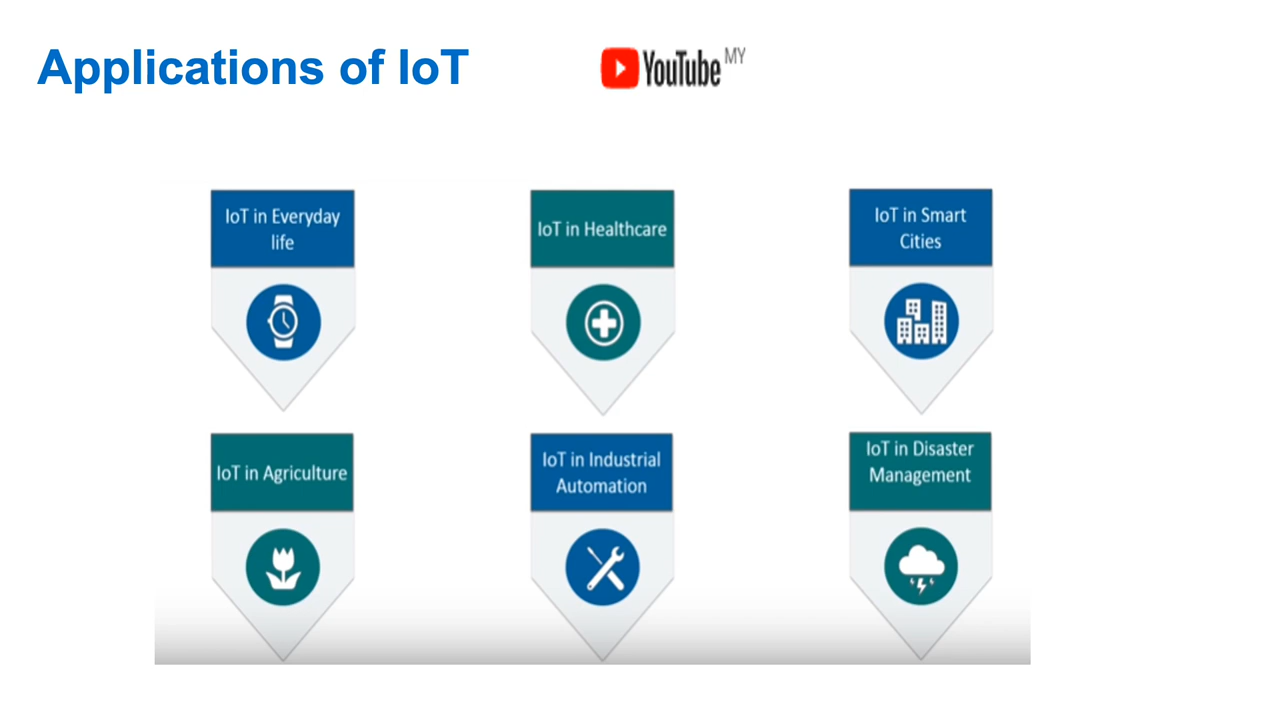 Applications of IoT
YouTube MY
IoT in Everyday
life
IoT in Healthcare
IoT in Smart
Cities
IoT in Agriculture
IoT in Industrial
Automation
IoT in Disaster
Management